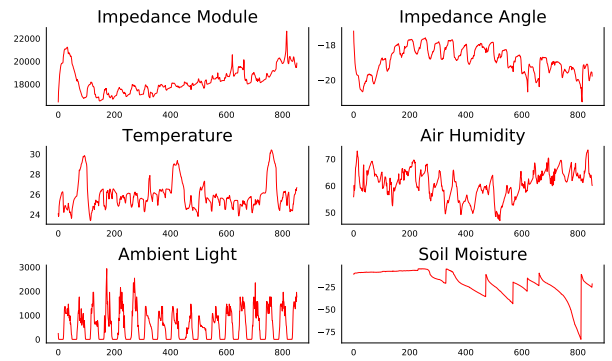 Impedance Module
Impedance Angle
22000
20000
18000
0 200 400 600 800
−18
−20
0 200 400 600 800
Temperature
Air Humidity
30
28
26
24
0 200 400 600 800
70
60
50
0 200 400 600 800
Ambient Light
Soil Moisture
3000
2000
1000
0
0 200 400 600 800
−25
−50
−75
0 200 400 600 800